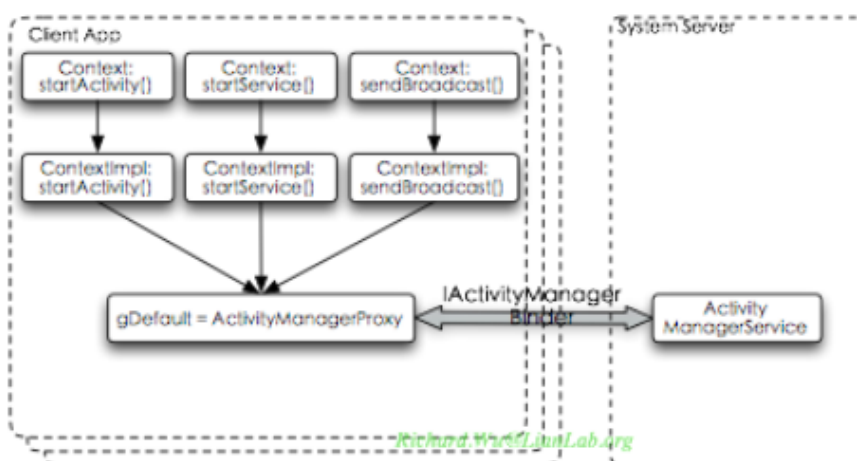 Client App
System Server
Context:
startActivity()
Context:
startService()
Context:
sendBroadcast()
ContextImpl:
startActivity()
ContextImpl:
startService()
ContextImpl:
sendBroadcast()
IActivityManager
Binder
gDefault = ActivityManagerProxy
Activity
ManagerService